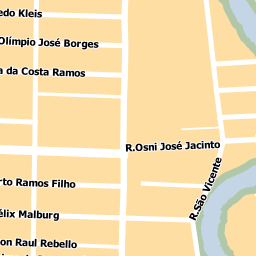 edo Kleis
Olímpio José Borges
a da Costa Ramos
R.Osni José Jacinto
rto Ramos Filho
R.São Vicente
élix Malburg
on Raul Rebello